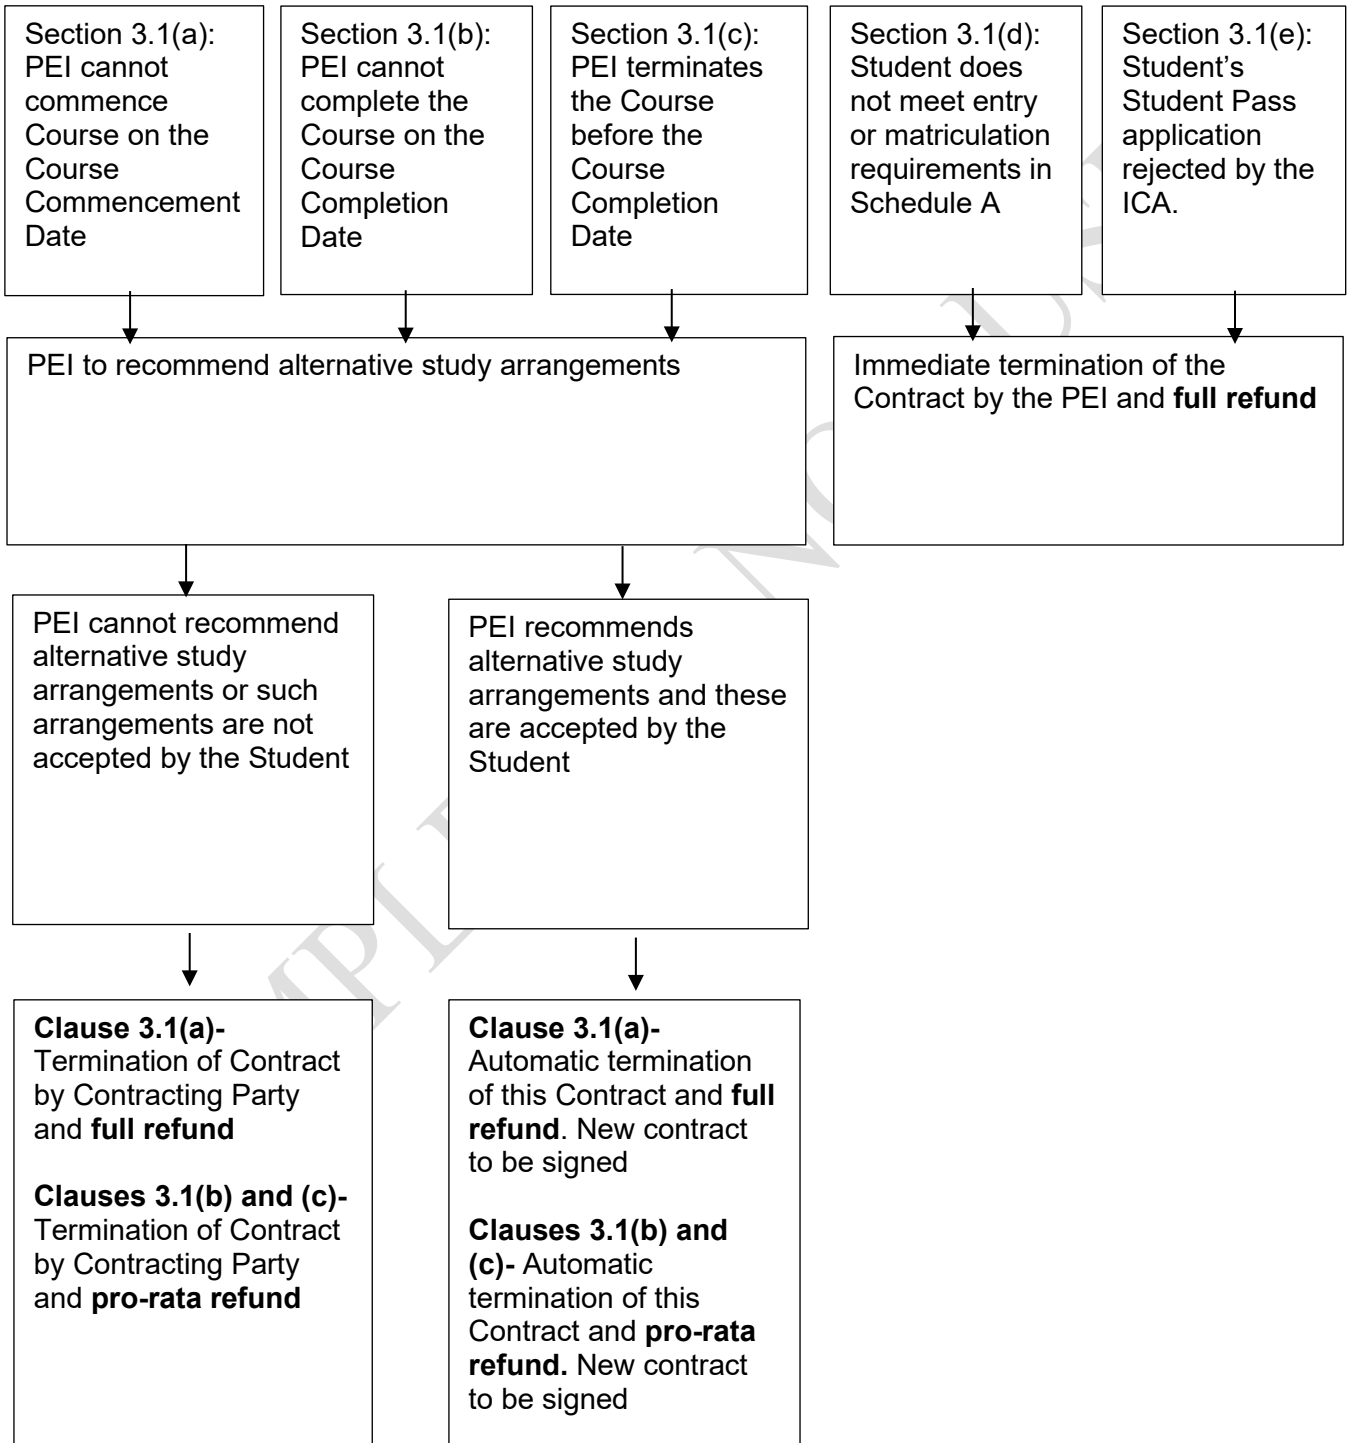 Section 3.1(a):
PEI cannot
commence
Course on the
Course
Commencement
Date
Section 3.1(b):
PEI cannot
complete the
Course on the
Course
Completion
Date
Section 3.1(c):
PEI terminates
the Course
before the
Course
Completion
Date
Section 3.1(d):
Student does
not meet entry
or matriculation
requirements in
Schedule A
Section 3.1(e):
Student’s
Student Pass
application
rejected by the
ICA.
PEI to recommend alternative study arrangements
Immediate termination of the
Contract by the PEI and full refund
PEI cannot recommend
alternative study
arrangements or such
arrangements are not
accepted by the Student
PEI recommends
alternative study
arrangements and these
are accepted by the
Student
Clause 3.1(a)-
Termination of Contract
by Contracting Party
and full refund
Clauses 3.1(b) and (c)-
Termination of Contract
by Contracting Party
and pro-rata refund
Clause 3.1(a)-
Automatic termination
of this Contract and full
refund. New contract
to be signed
Clauses 3.1(b) and
(c)- Automatic
termination of this
Contract and pro-rata
refund. New contract
to be signed